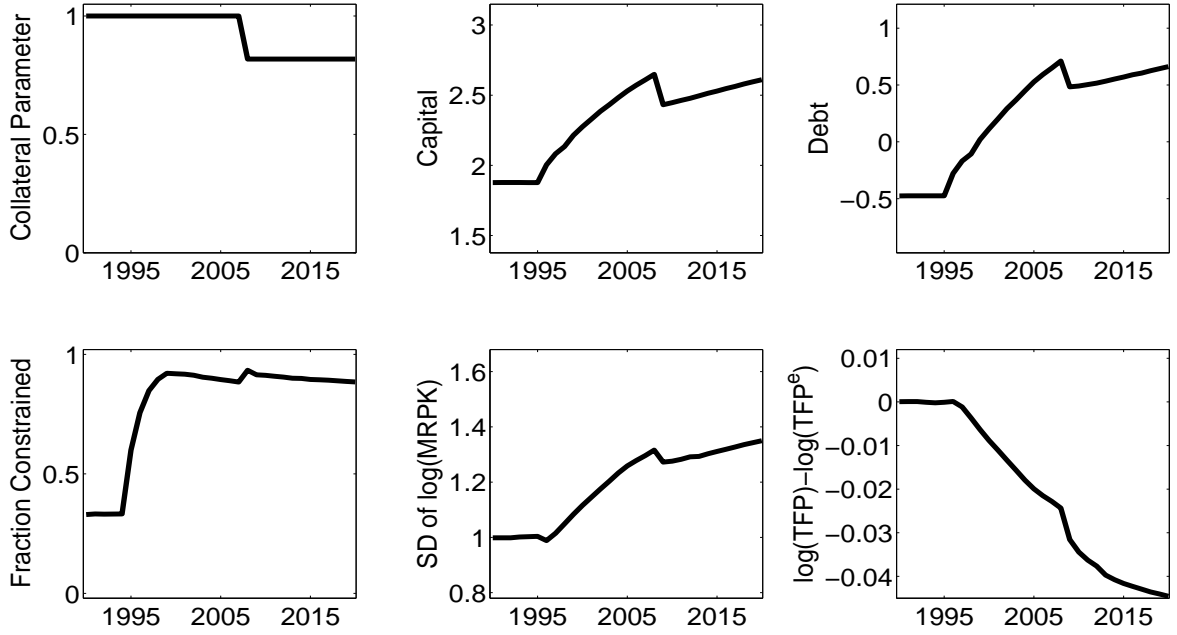 Collateral Parameter
1
0.5
0
1995 2005 2015
Capital
3
2.5
2
1.5
1995 2005 2015
Debt
1
0.5
0
−0.5
1995 2005 2015
Fraction Constrained
1
0.5
0
1995 2005 2015
SD of log(MRPK)
1.6
1.4
1.2
1
0.8
1995 2005 2015
log(TFP)−log(TFPᵉ)
0.01
0
−0.01
−0.02
−0.03
−0.04
1995 2005 2015